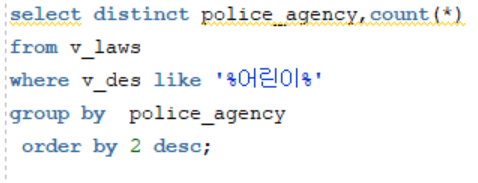 select distinct police_agency,count(*)
from v_laws
where v_des like '%어린이%'
group by  police_agency
 order by 2 desc;